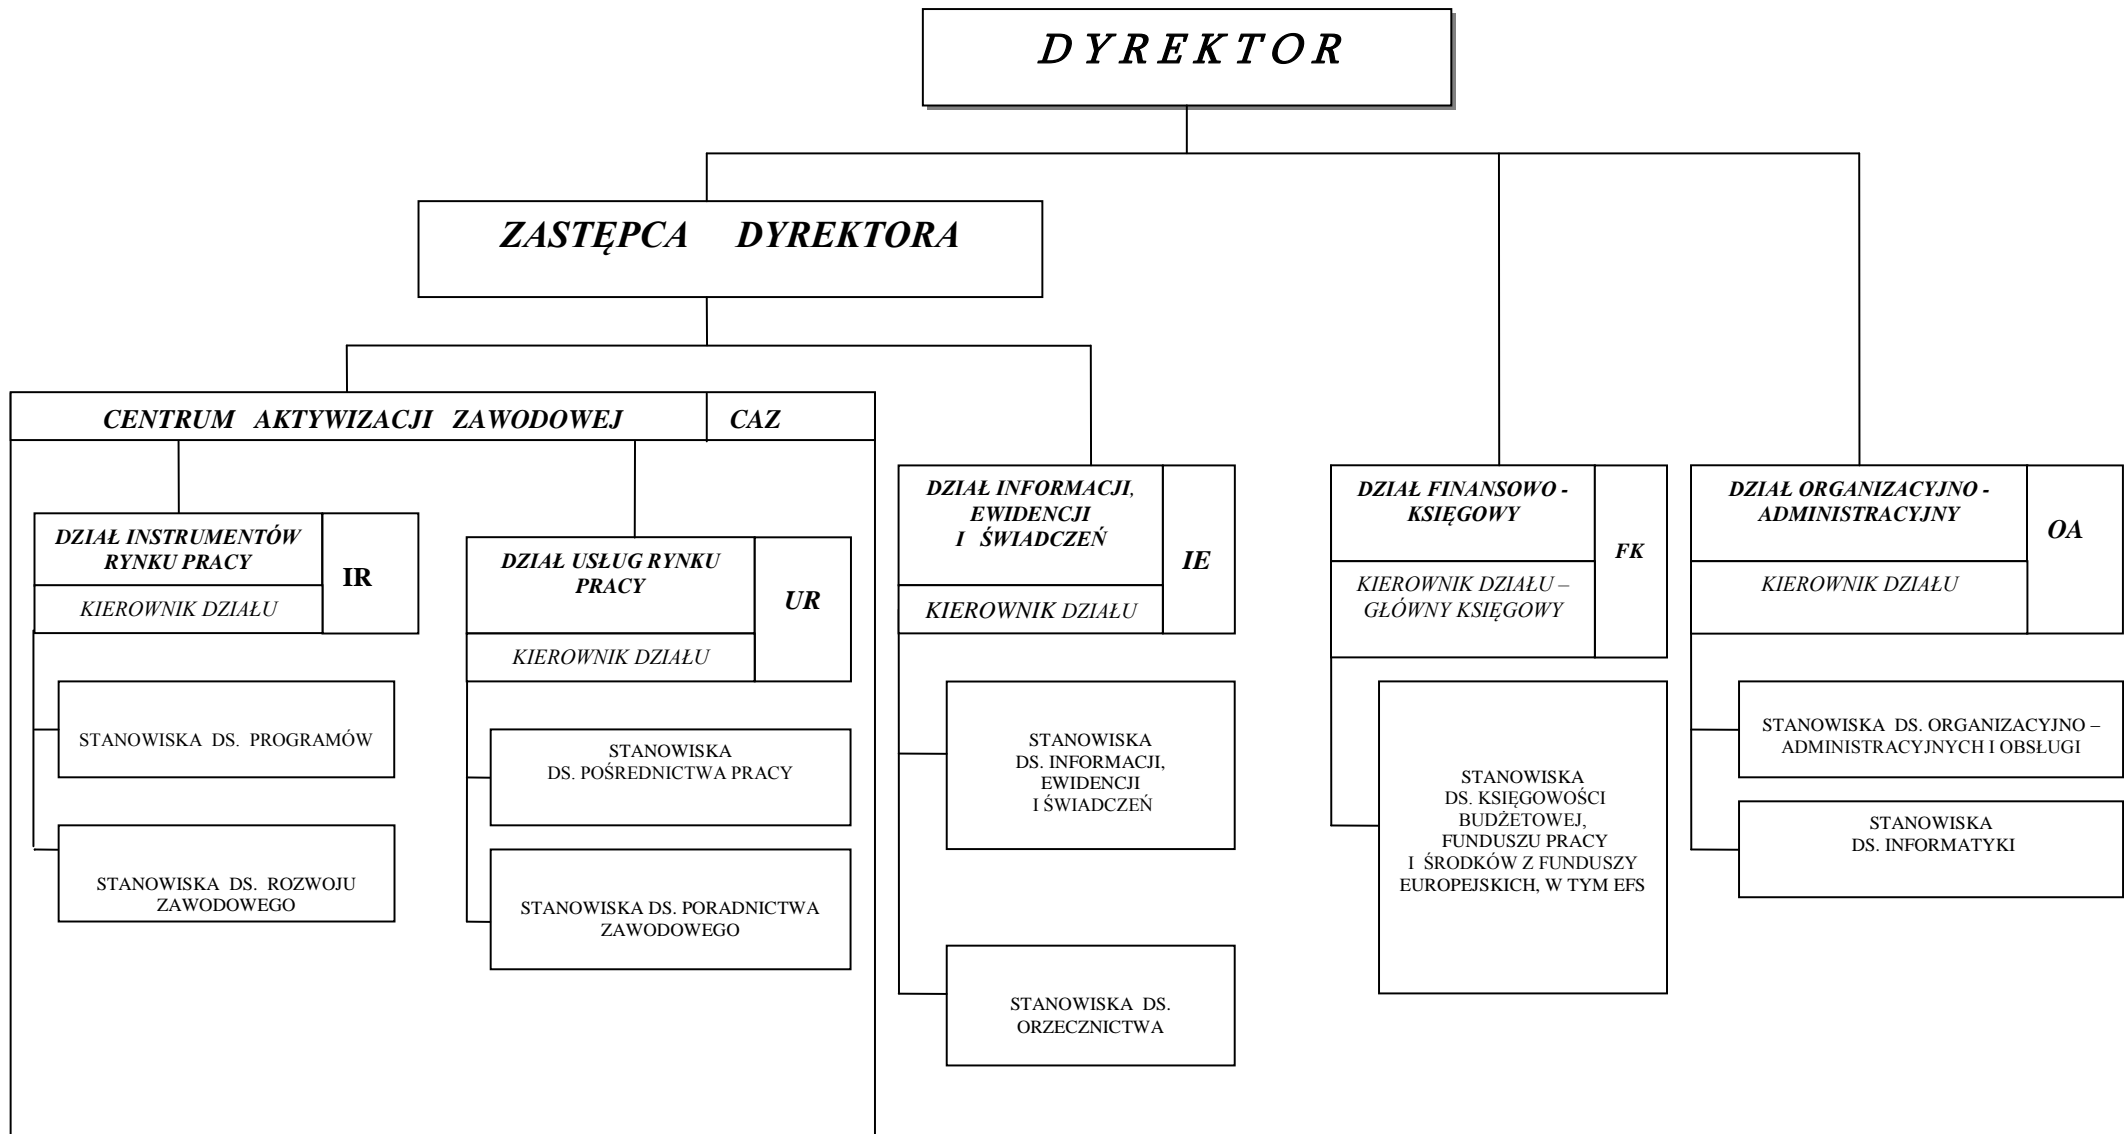 DYREKTOR
ZASTĘPCA DYREKTORA
CENTRUM AKTYWIZACJI ZAWODOWEJ
CAZ
DZIAŁ INSTRUMENTÓW
RYNKU PRACY
IR
KIEROWNIK DZIAŁU
STANOWISKA DS. PROGRAMÓW
STANOWISKA DS. ROZWOJU
ZAWODOWEGO
DZIAŁ USŁUG RYNKU
PRACY
UR
KIEROWNIK DZIAŁU
STANOWISKA
DS. POŚREDNICTWA PRACY
STANOWISKA DS. PORADNICTWA
ZAWODOWEGO
DZIAŁ INFORMACJI,
EWIDENCJI
I ŚWIADCZEŃ
IE
KIEROWNIK DZIAŁU
STANOWISKA
DS. INFORMACJI,
EWIDENCJI
I ŚWIADCZEŃ
STANOWISKA DS.
ORZECZNICTWA
DZIAŁ FINANSOWO -
KSIĘGOWY
FK
KIEROWNIK DZIAŁU –
GŁÓWNY KSIĘGOWY
STANOWISKA
DS. KSIĘGOWOŚCI
BUDŻETOWEJ,
FUNDUSZU PRACY
I ŚRODKÓW Z FUNDUSZY
EUROPEJSKICH, W TYM EFS
DZIAŁ ORGANIZACYJNO -
ADMINISTRACYJNY
OA
KIEROWNIK DZIAŁU
STANOWISKA DS. ORGANIZACYJNO –
ADMINISTRACYJNYCH I OBSŁUGI
STANOWISKA
DS. INFORMATYKI